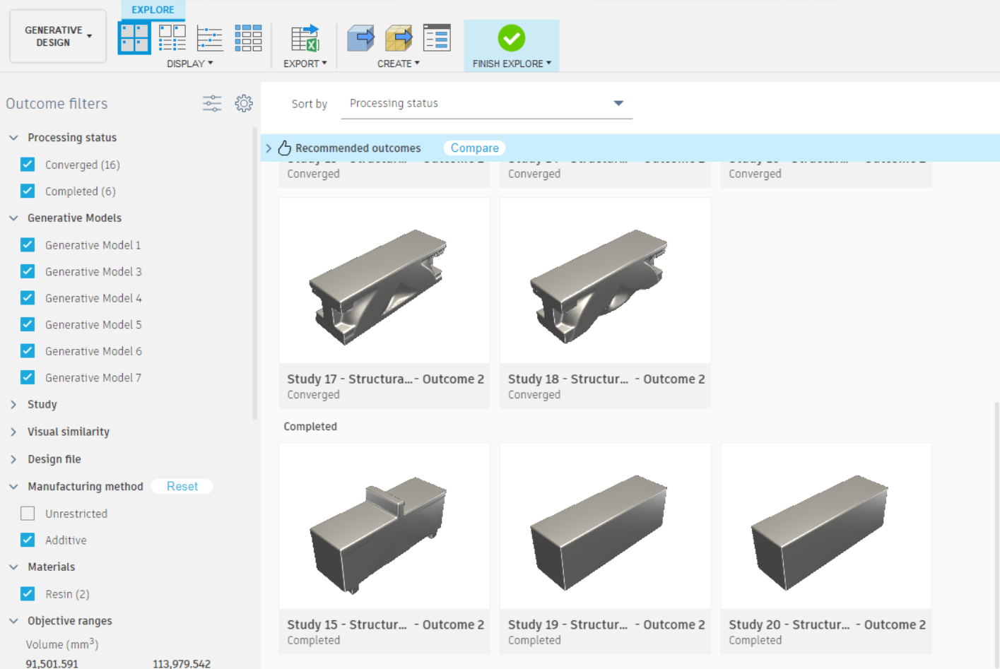 EXPLORE
GENERATIVE
DESIGN
DISPLAY
EXPORT
CREATE
FINISH EXPLORE
Outcome filters
Sort by
Processing status
Processing status
Converged (16)
Completed (6)
Generative Models
Generative Model 1
Generative Model 3
Generative Model 4
Generative Model 5
Generative Model 6
Generative Model 7
Study
Visual similarity
Design file
Manufacturing method
Reset
Unrestricted
Additive
Materials
Resin (2)
Objective ranges
Volume (mm³)
91,501.591 113,979.542
Recommended outcomes
Compare
Converged
Converged
Converged
Study 17 - Structura... - Outcome 2
Converged
Study 18 - Structur... - Outcome 2
Converged
Completed
Study 15 - Structur... - Outcome 2
Completed
Study 19 - Structur... - Outcome 2
Completed
Study 20 - Structur... - Outcome 2
Completed